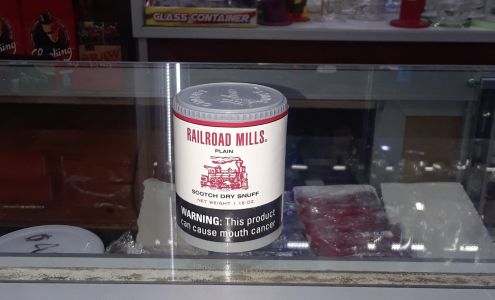 GLASS CONTAINER
RAW
RAILROAD MILLS®
PLAIN
SCOTCH DRY SNUFF
NET WEIGHT 1.15 OZ.
WARNING: This product
can cause mouth cancer